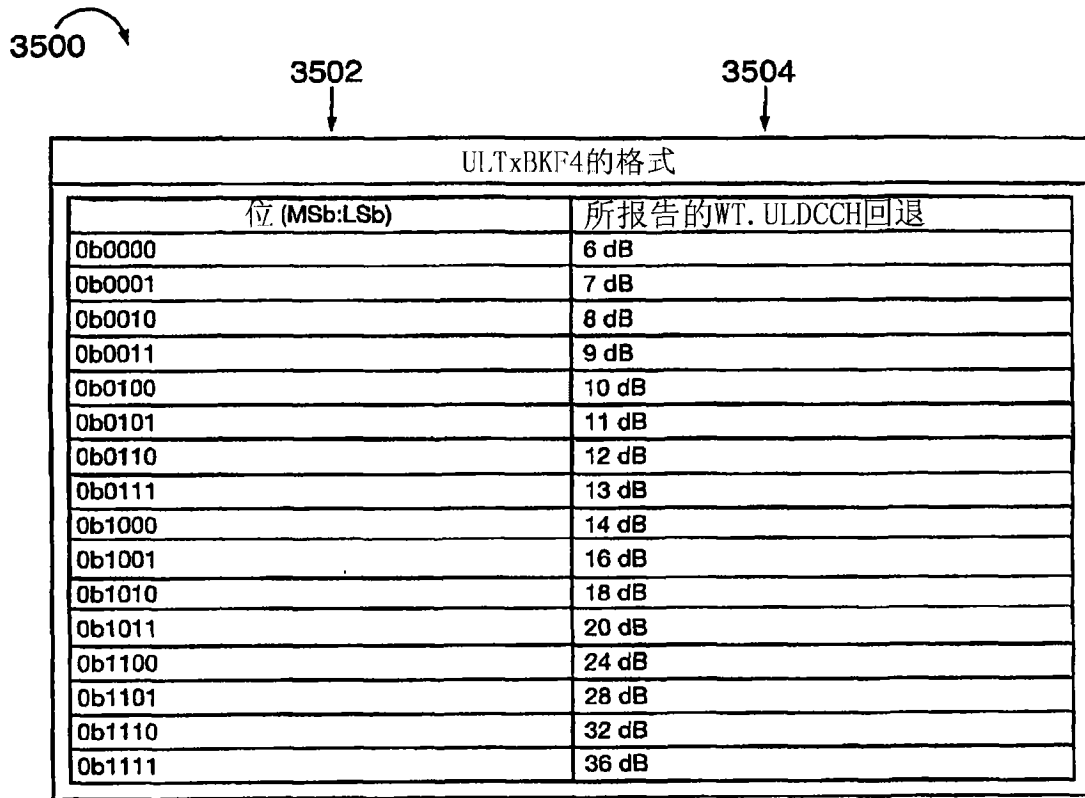 3500
3502 3504
ULTxBKF4的格式
位 (MSb:LSb) 所报告的WT. ULDCCH回退
0b0000 6 dB
0b0001 7 dB
0b0010 8 dB
0b0011 9 dB
0b0100 10 dB
0b0101 11 dB
0b0110 12 dB
0b0111 13 dB
0b1000 14 dB
0b1001 16 dB
0b1010 18 dB
0b1011 20 dB
0b1100 24 dB
0b1101 28 dB
0b1110 32 dB
0b1111 36 dB